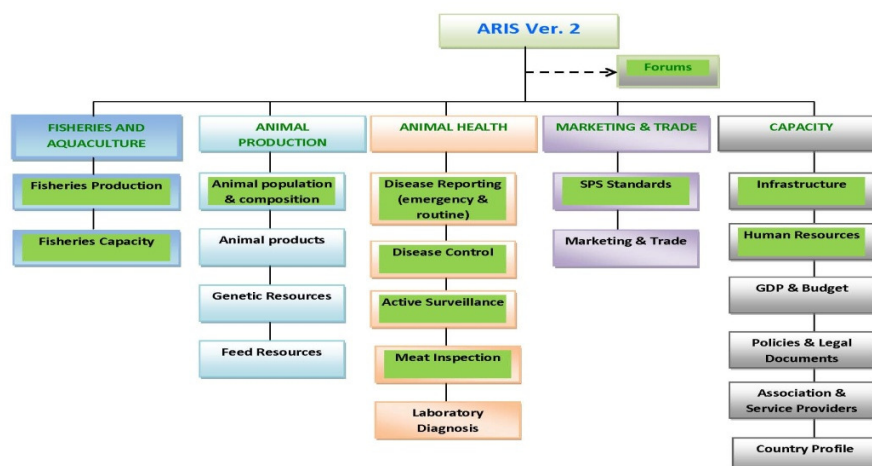 ARIS Ver. 2
Forums
FISHERIES AND
AQUACULTURE
Fisheries Production
Fisheries Capacity
ANIMAL
PRODUCTION
Animal population
& composition
Animal products
Genetic Resources
Feed Resources
ANIMAL HEALTH
Disease Reporting
(emergency &
routine)
Disease Control
Active Surveillance
Meat Inspection
Laboratory
Diagnosis
MARKETING & TRADE
SPS Standards
Marketing & Trade
CAPACITY
Infrastructure
Human Resources
GDP & Budget
Policies & Legal
Documents
Association &
Service Providers
Country Profile